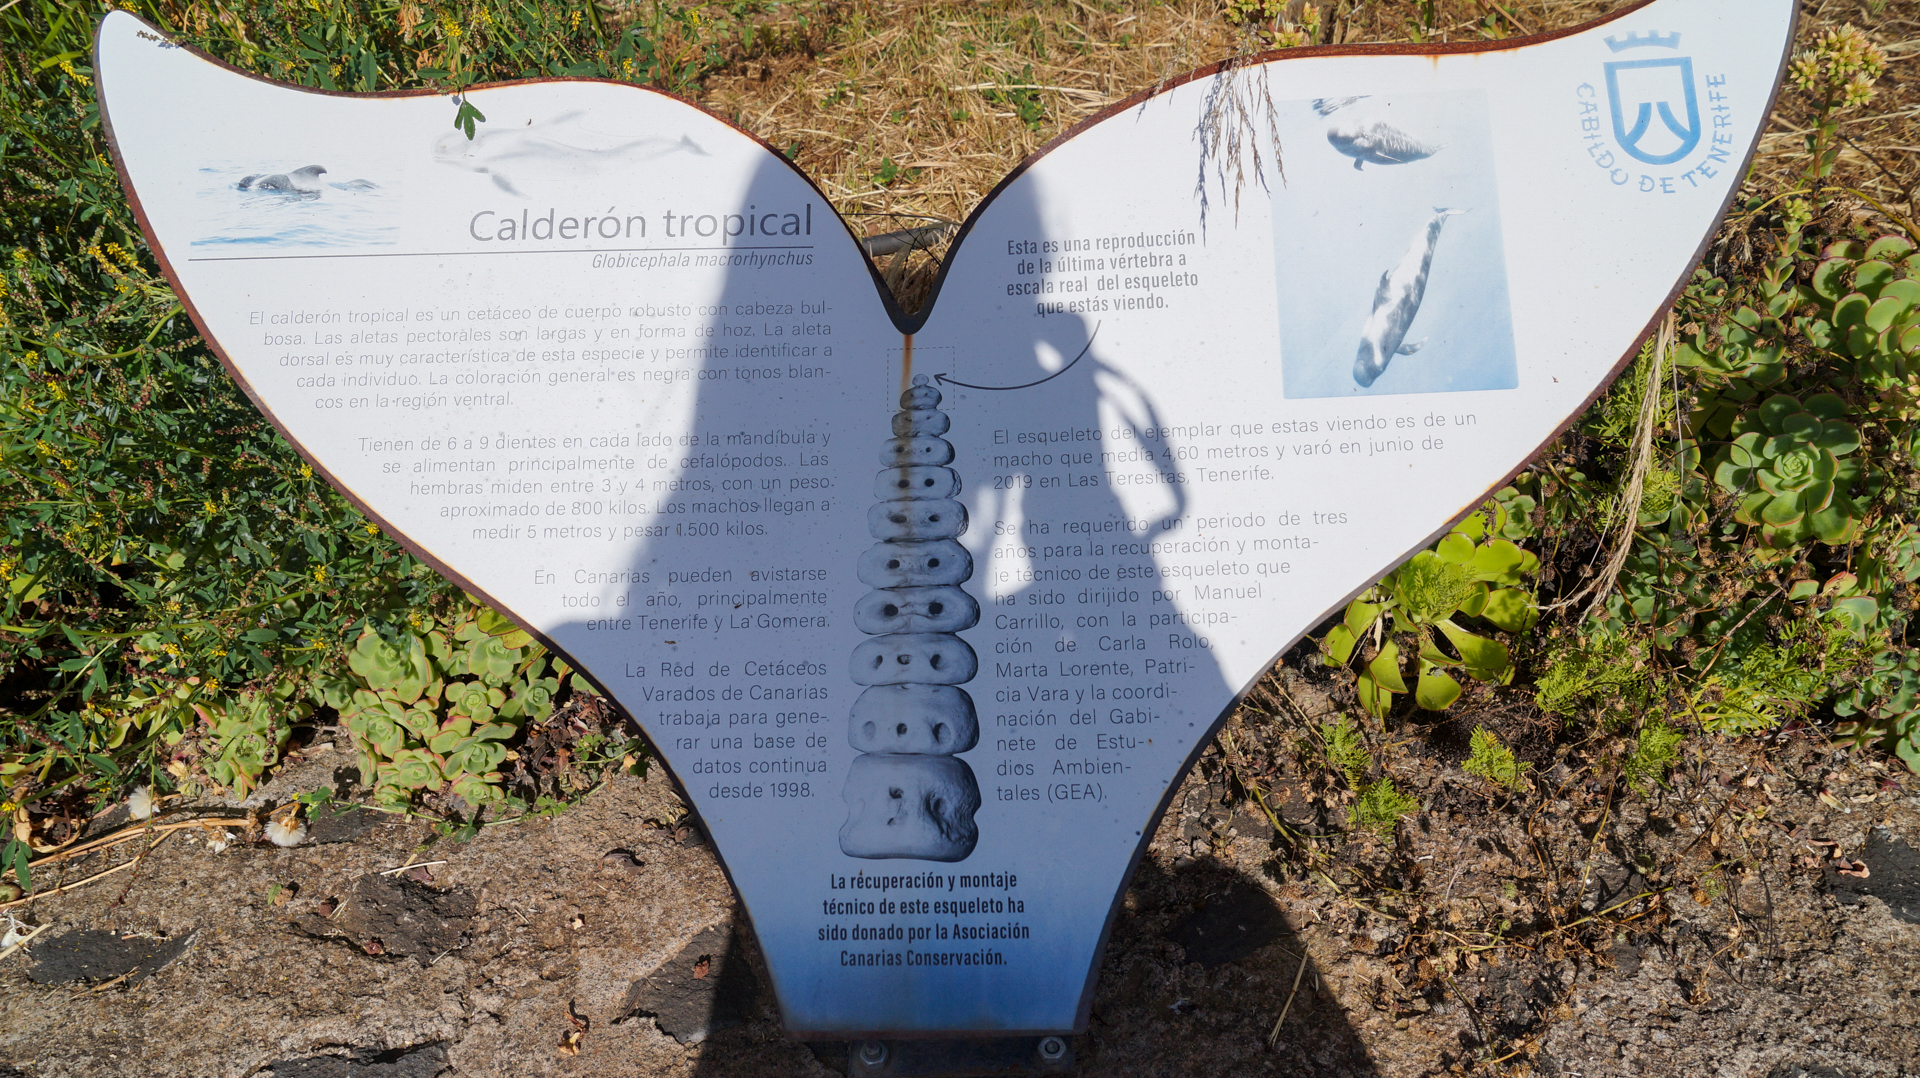 Calderón tropical
Globicephala macrorhynchus
El calderón tropical es un cetáceo de cuerpo robusto con cabeza bul-
bosa. Las aletas pectorales son largas y en forma de hoz. La aleta
dorsal es muy característica de esta especie y permite identificar a
cada individuo. La coloración general es negra con tonos blan-
cos en la región ventral.
Tienen de 6 a 9 dientes en cada lado de la mandíbula y
se alimentan principalmente de cefalópodos. Las
hembras miden entre 3 y 4 metros, con un peso
aproximado de 800 kilos. Los machos llegan a
medir 5 metros y pesar 1.500 kilos.
En Canarias pueden avistarse
todo el año, principalmente
entre Tenerife y La Gomera.
La Red de Cetáceos
Varados de Canarias
trabaja para gene-
rar una base de
datos continua
desde 1998.
Esta es una reproducción
de la última vértebra a
escala real del esqueleto
que estás viendo.
El esqueleto del ejemplar que estas viendo es de un
macho que medía 4,60 metros y varó en junio de
2019 en Las Teresitas, Tenerife.
Se ha requerido un periodo de tres
años para la recuperación y monta-
je técnico de este esqueleto que
ha sido dirijido por Manuel
Carrillo, con la participa-
ción de Carla Rolo,
Marta Lorente, Patri-
cia Vara y la coordi-
nación del Gabi-
nete de Estu-
dios Ambien-
tales (GEA).
La recuperación y montaje
técnico de este esqueleto ha
sido donado por la Asociación
Canarias Conservación.
CABILDO DE TENERIFE